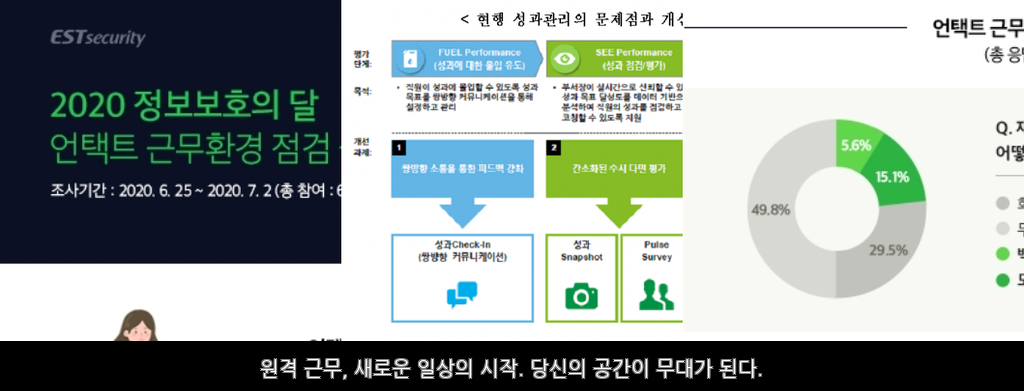 ESTsecurity
2020 정보보호의 달
언택트 근무환경 점검
조사기간 : 2020. 6. 25 ~ 2020. 7. 2 (총 참여 :
< 현행 성과관리의 문제점과
평가
단계:
FUEL Performance
(성과에 대한 몰입 유도)
SEE Performance
(성과 점검/평가)
목적:
• 직원이 성과에 몰입할 수 있도록 성과
목표를 쌍방향 커뮤니케이션을 통해
설정하고 관리
• 부서장이 실시간으로 신뢰할 수
성과 목표 달성도를 데이터 기반으
분석하여 직원의 성과를 점검하고
코칭할 수 있도록 지원
개선
과제:
1
쌍방향 소통을 통한 피드백 강화
2
간소화된 수시 다면 평가
성과Check-In
(쌍방향 커뮤니케이션)
성과
Snapshot
Pulse
Survey
언택트 근무
(총 응
Q.
어떻
5.6%
15.1%
49.8%
29.5%
원격 근무, 새로운 일상의 시작. 당신의 공간이 무대가 된다.